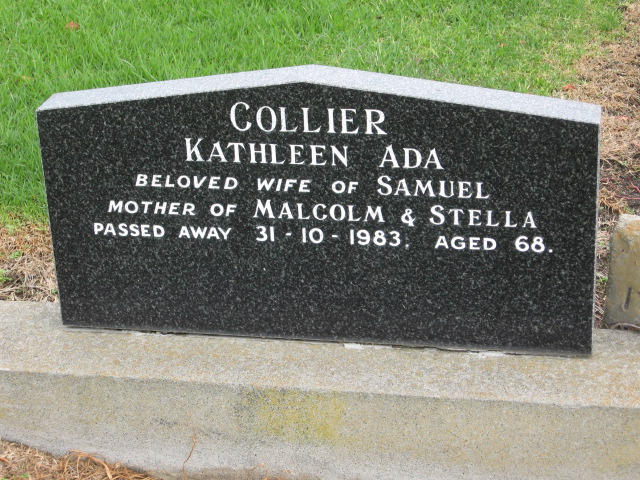 COLLIER
KATHLEEN ADA
BELOVED WIFE OF SAMUEL
MOTHER OF MALCOLM & STELLA
PASSED AWAY 31-10-1983. AGED 68.